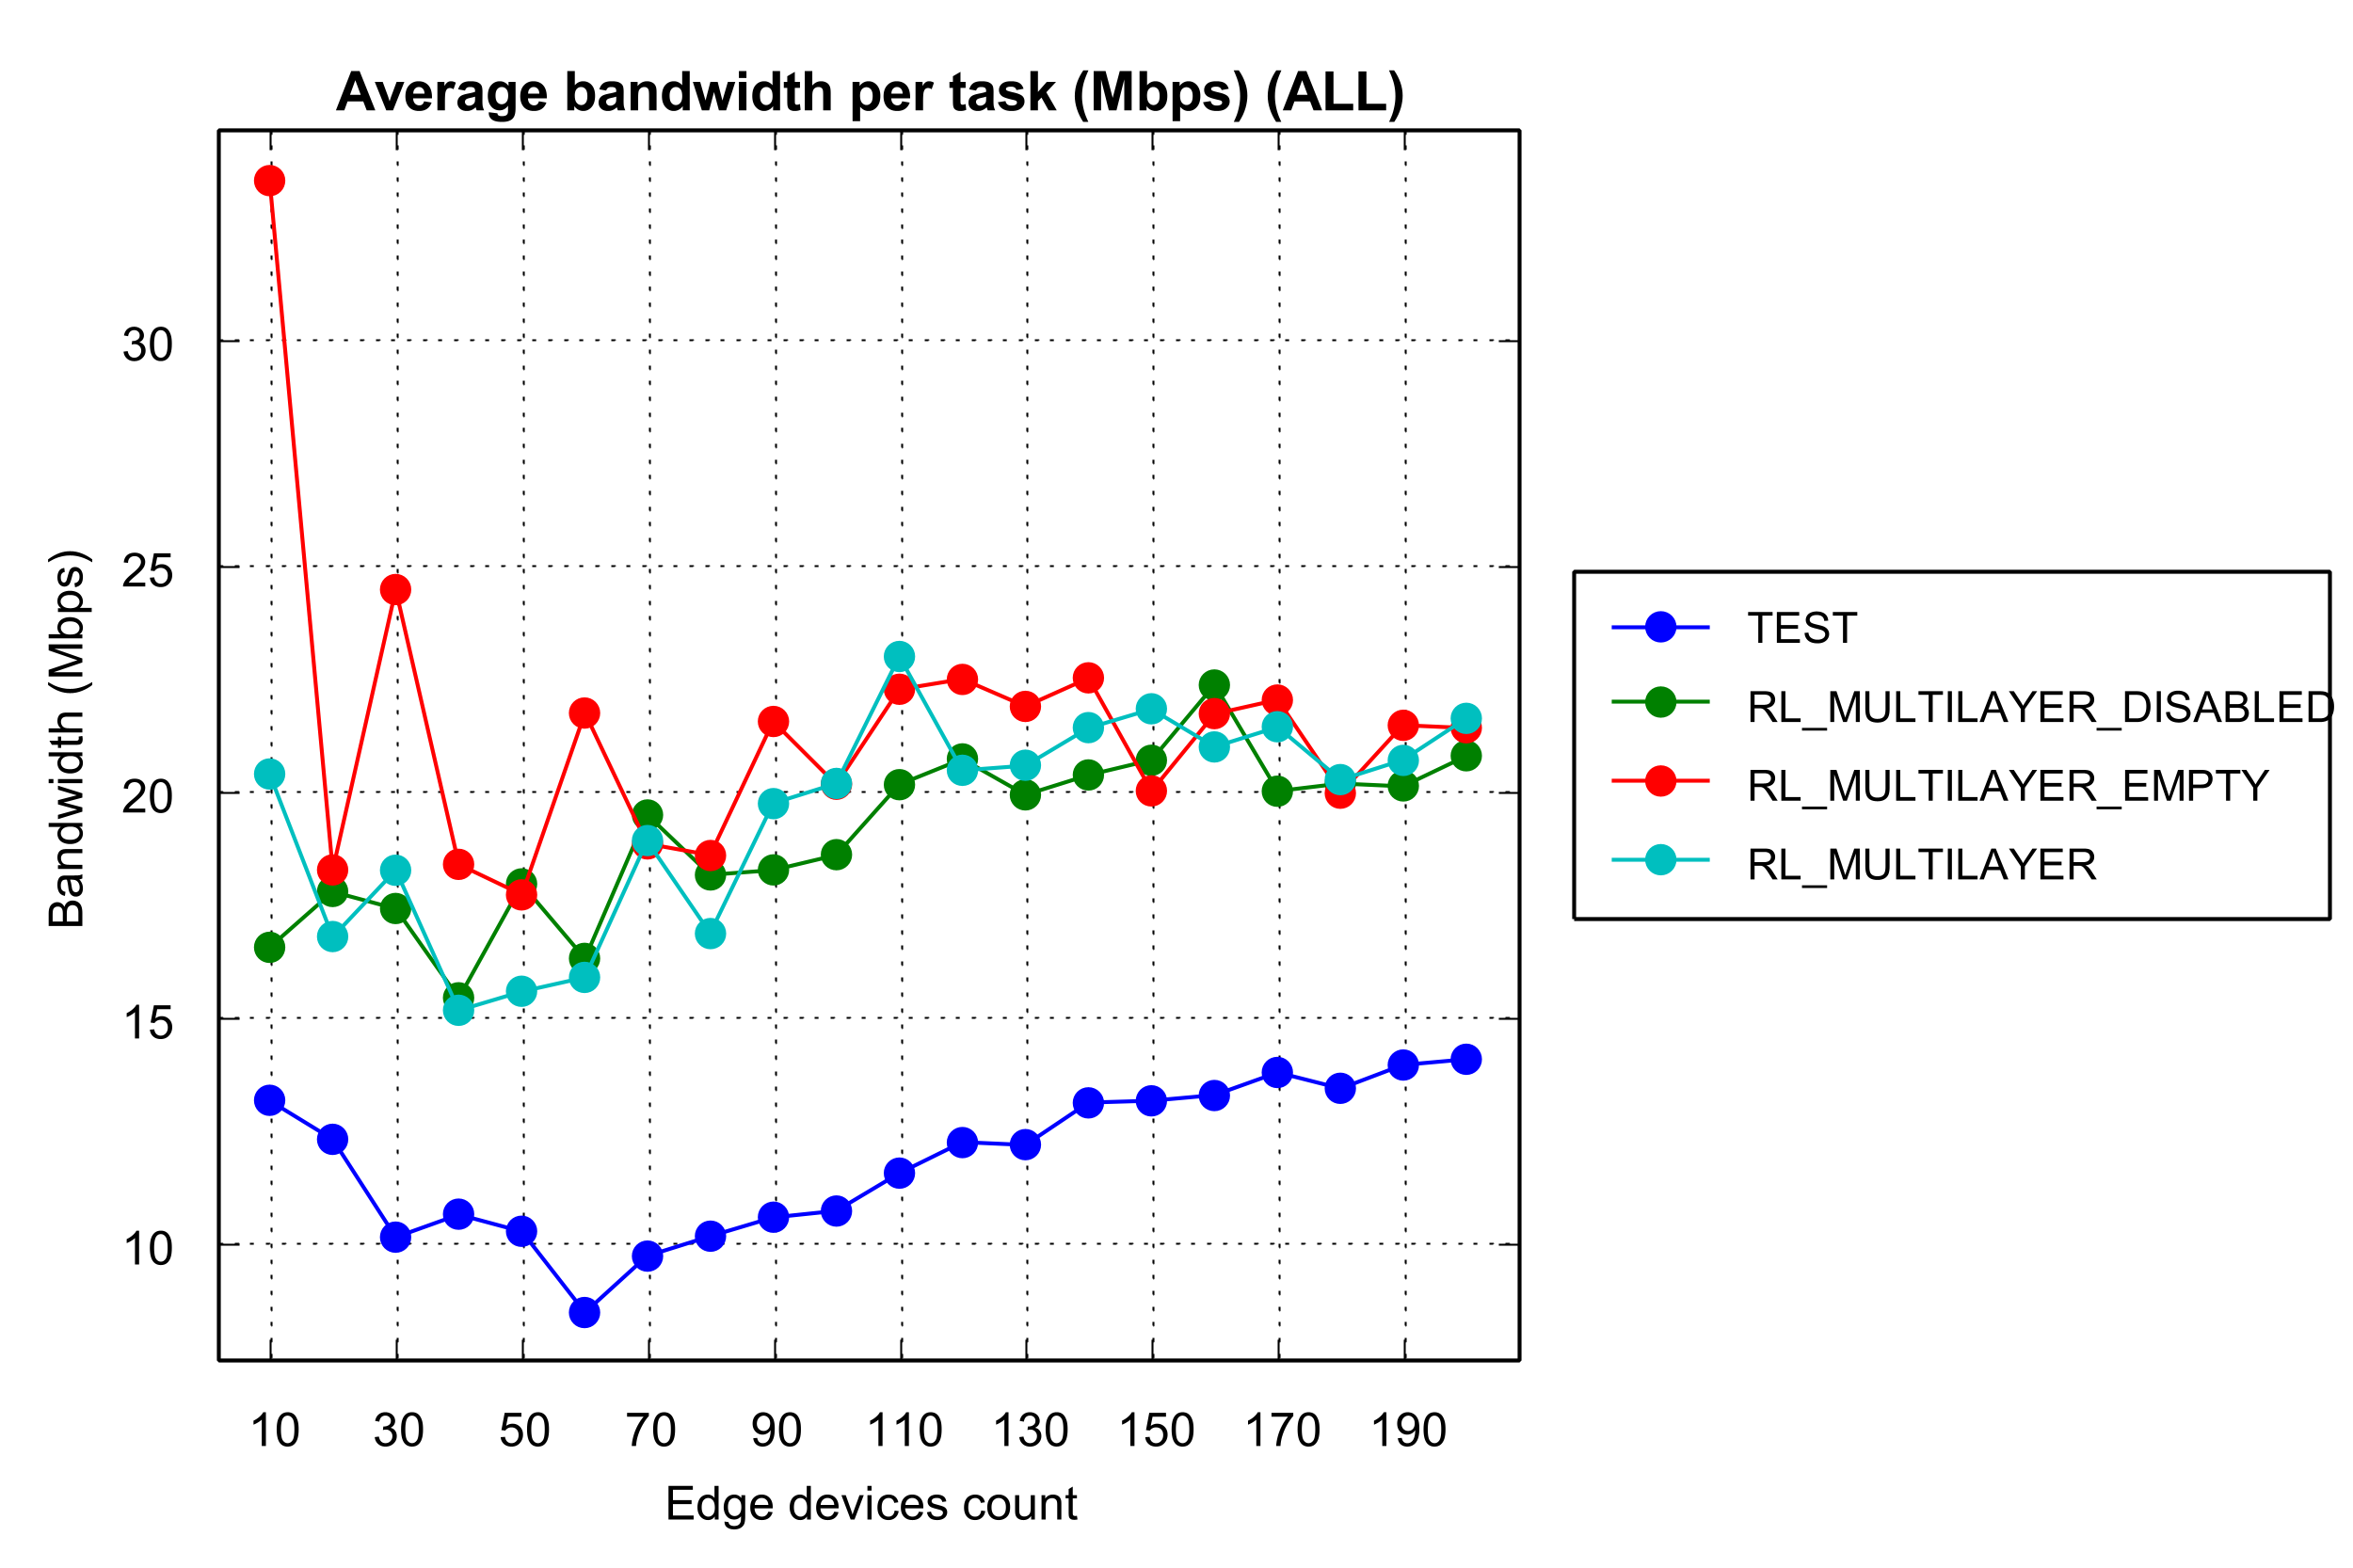 Average bandwidth per task (Mbps) (ALL)
30
25
20
15
10
Bandwidth (Mbps)
10 30 50 70 90 110 130 150 170 190
Edge devices count
TEST
RL_MULTILAYER_DISABLED
RL_MULTILAYER_EMPTY
RL_MULTILAYER